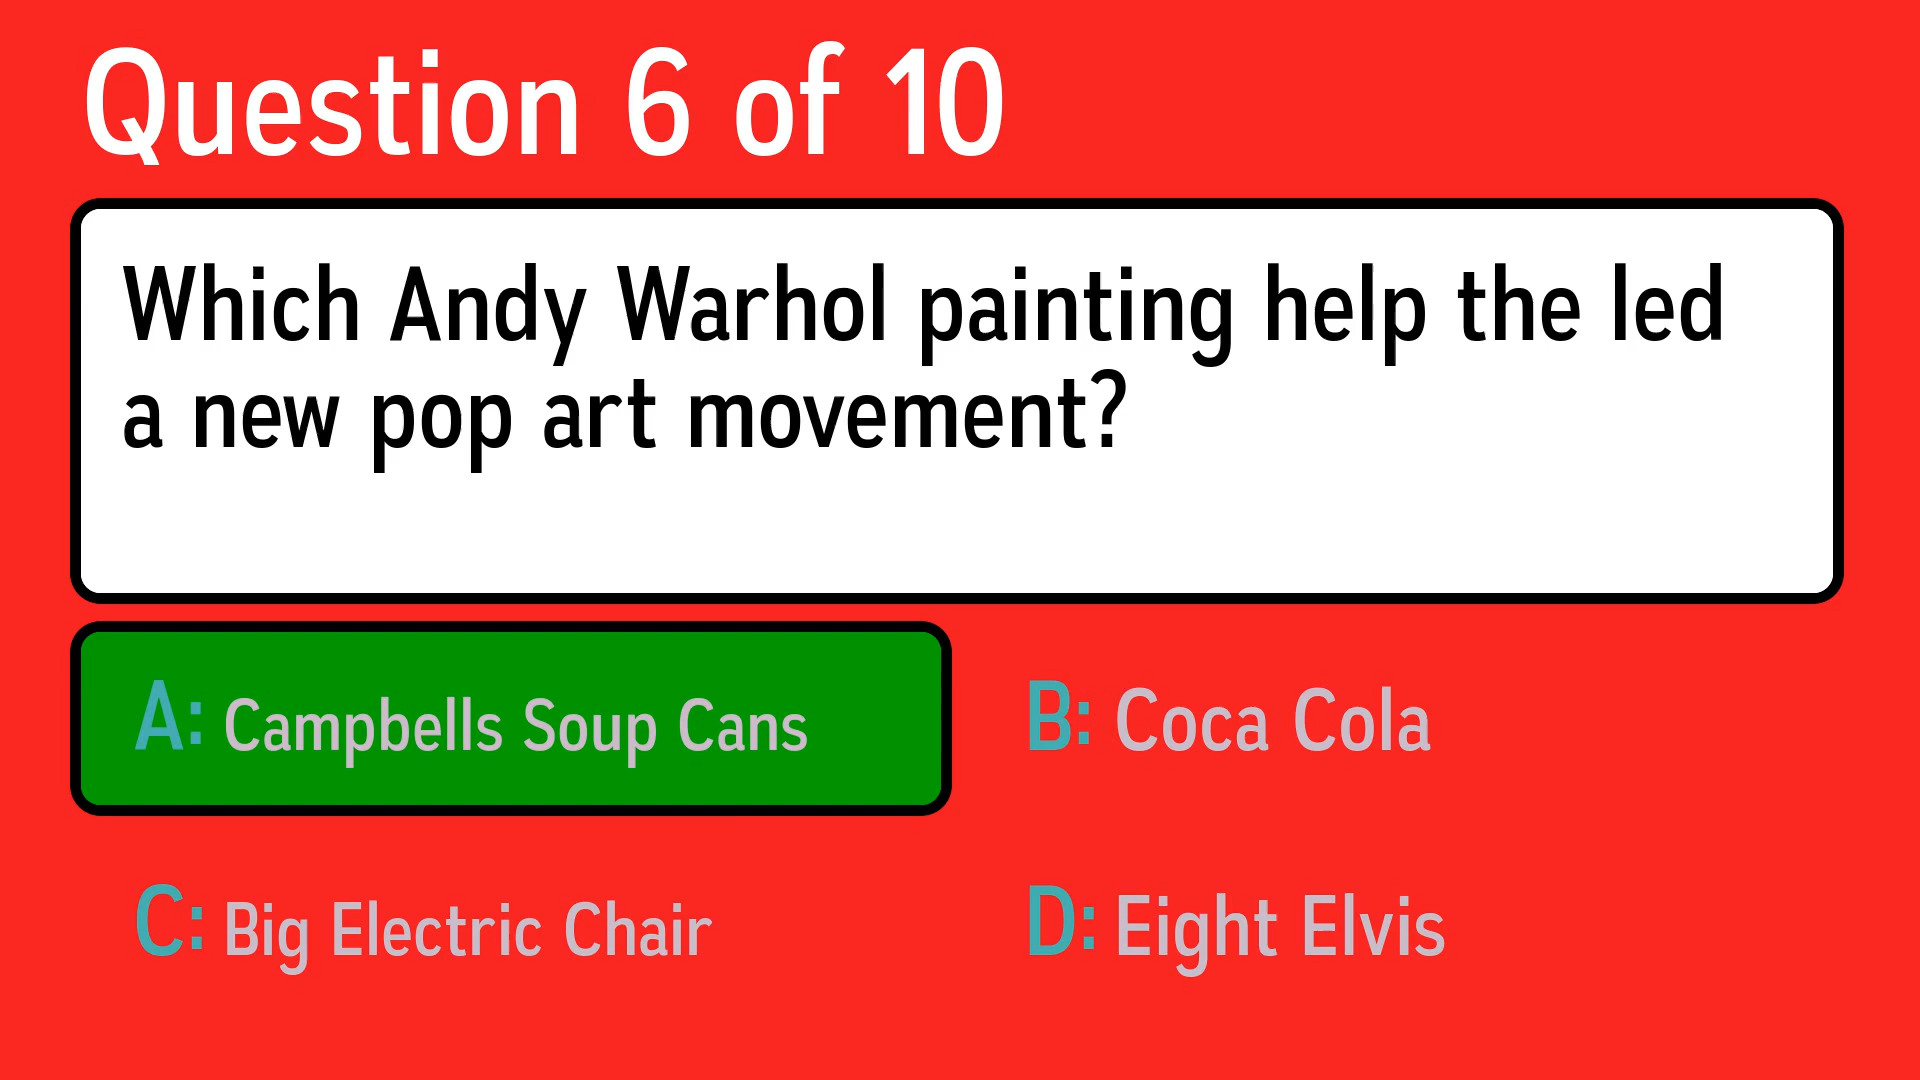 Question 6 of 10
Which Andy Warhol painting help the led
a new pop art movement?
A: Campbells Soup Cans
B: Coca Cola
C: Big Electric Chair
D: Eight Elvis